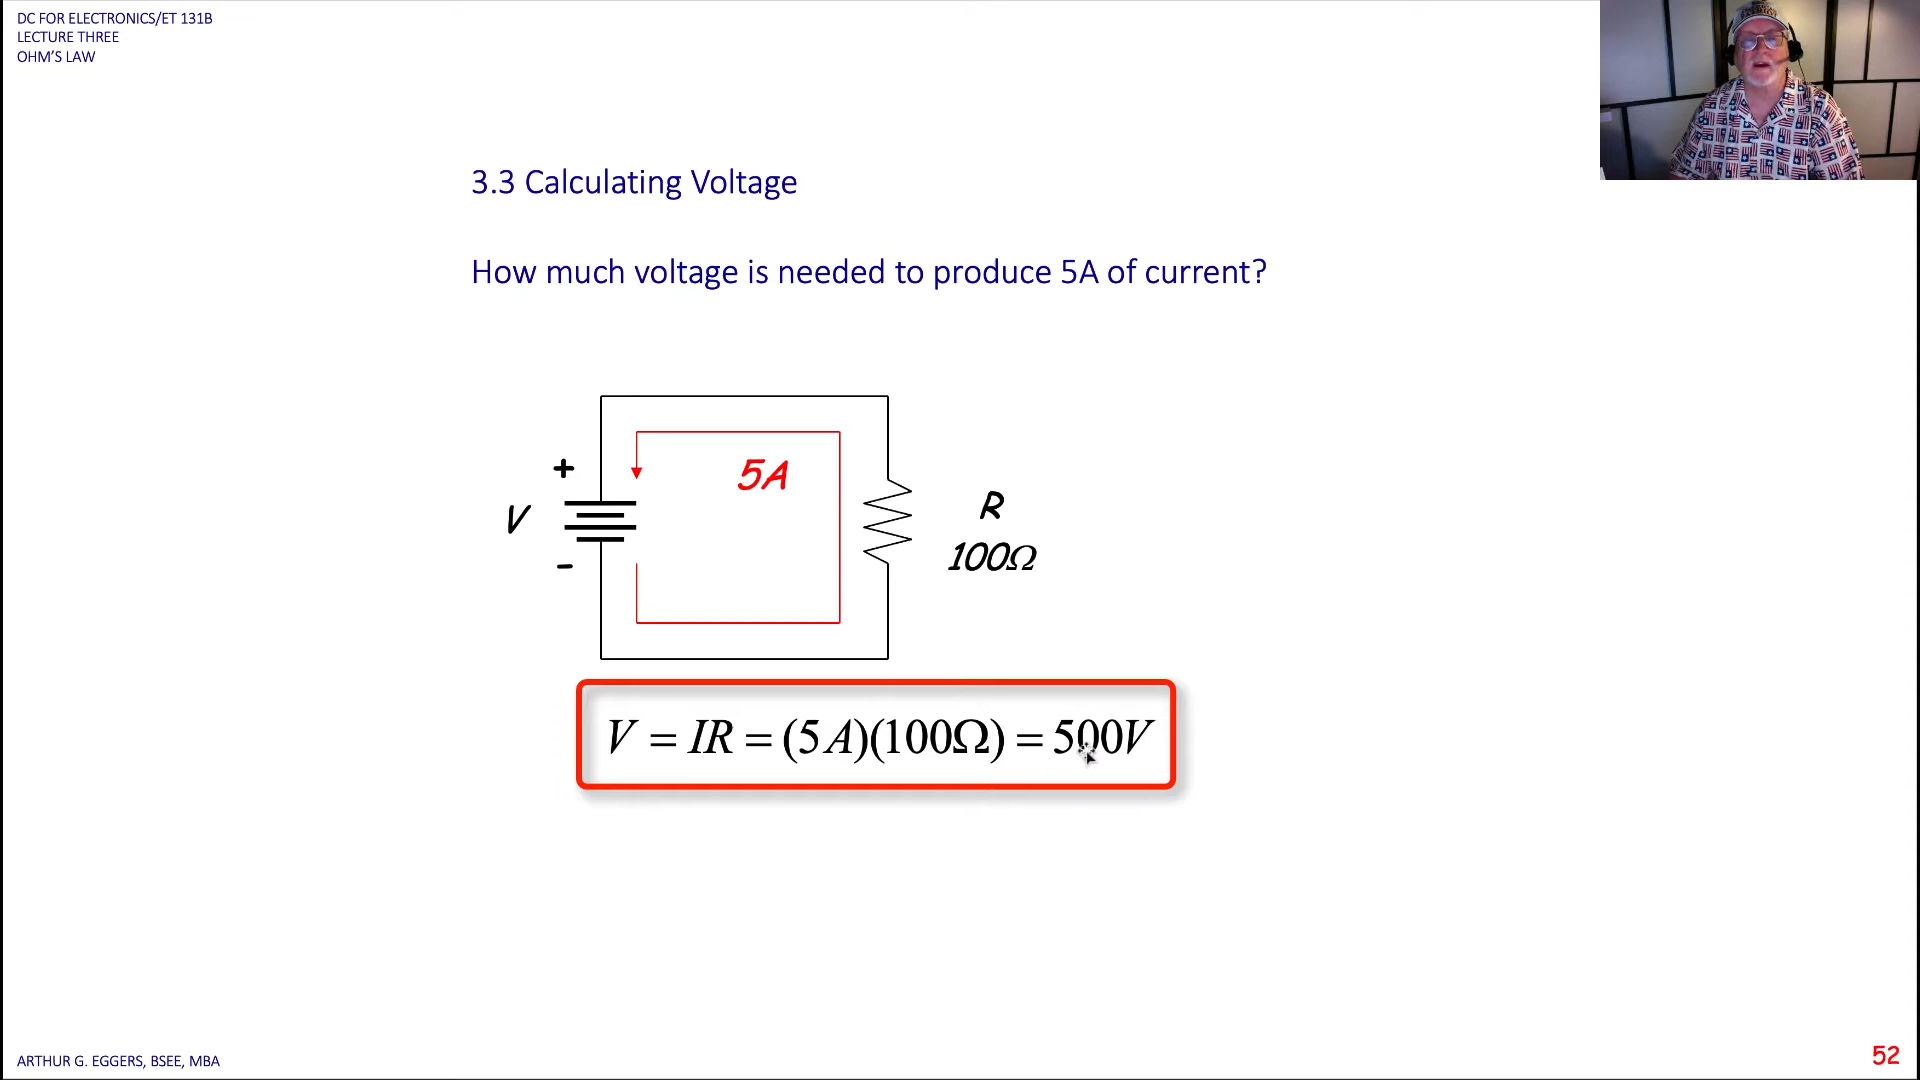 DC FOR ELECTRONICS/ET 131B
LECTURE THREE
OHM'S LAW
3.3 Calculating Voltage
How much voltage is needed to produce 5A of current?
+
5A
V
R
100Ω
-
V = IR = (5A)(100Ω) = 500V
ARTHUR G. EGGERS, BSEE, MBA
52